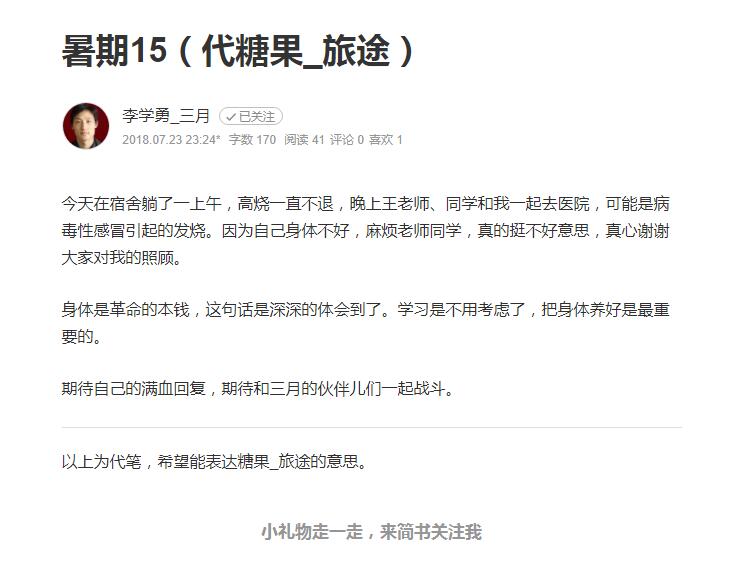 暑期15（代糖果_旅途）
李学勇_三月 已关注
2018.07.23 23:24* 字数 170 阅读 41 评论 0 喜欢 1
今天在宿舍躺了一上午，高烧一直不退，晚上王老师、同学和我一起去医院，可能是病
毒性感冒引起的发烧。因为自己身体不好，麻烦老师同学，真的挺不好意思，真心谢谢
大家对我的照顾。
身体是革命的本钱，这句话是深深的体会到了。学习是不用考虑了，把身体养好是最重
要的。
期待自己的满血回复，期待和三月的伙伴儿们一起战斗。
以上为代笔，希望能表达糖果_旅途的意思。
小礼物走一走，来简书关注我